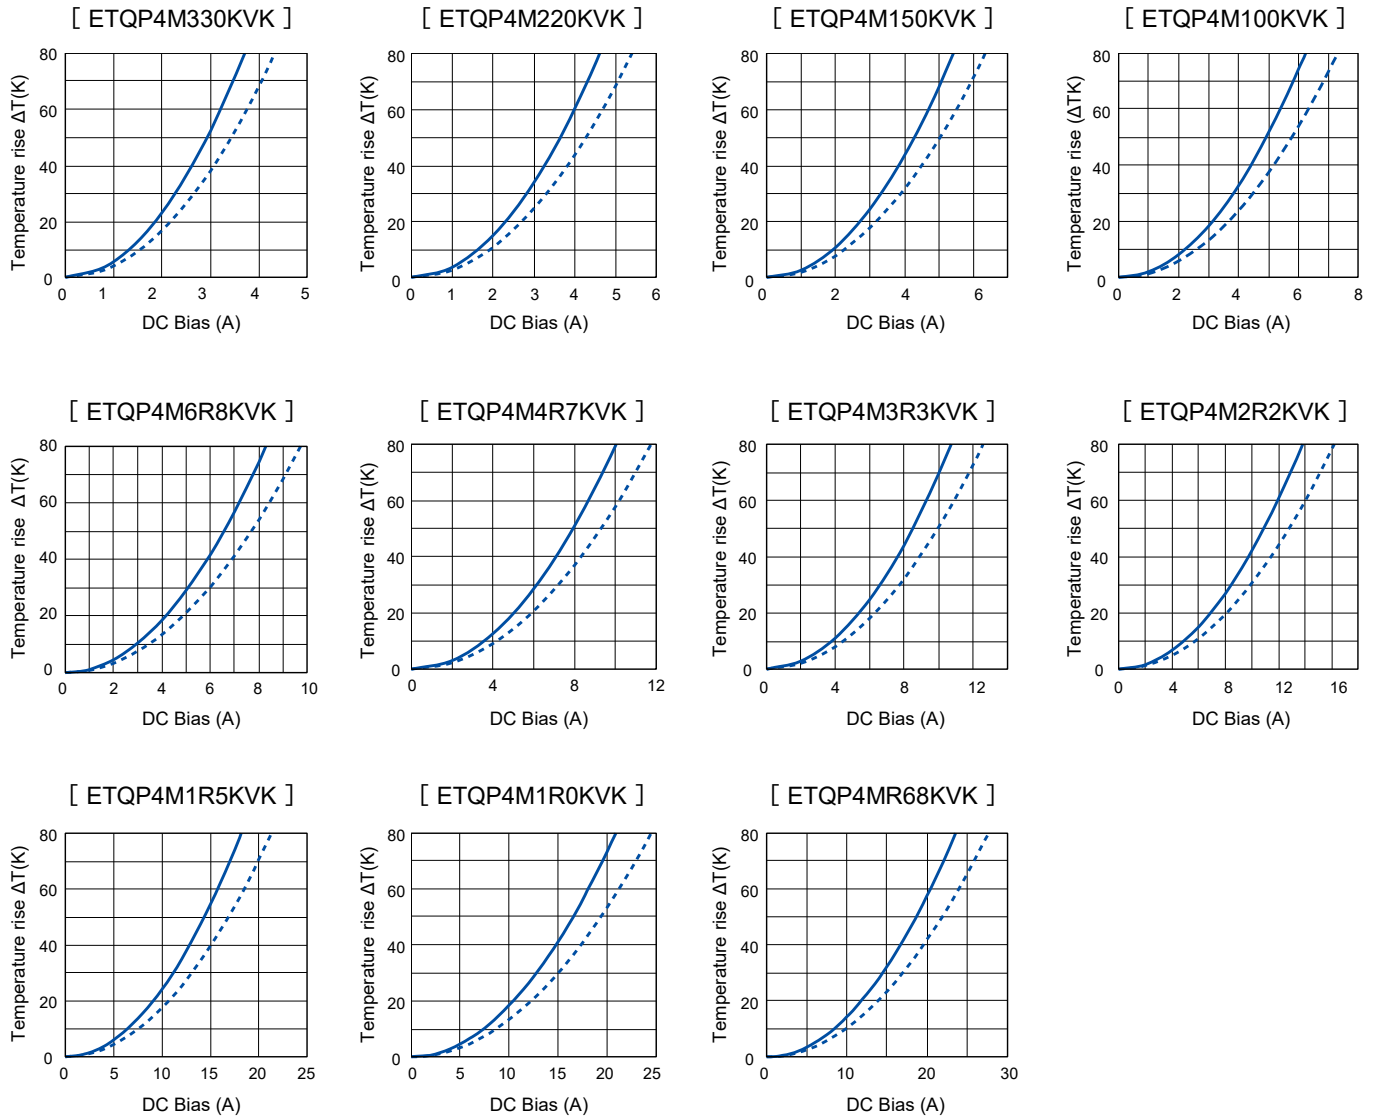 [ ETQP4M330KVK ]
[ ETQP4M220KVK ]
[ ETQP4M150KVK ]
[ ETQP4M100KVK ]
Temperature rise ΔT(K)
80
60
40
20
0
0 1 2 3 4 5
DC Bias (A)
Temperature rise ΔT(K)
80
60
40
20
0
0 1 2 3 4 5 6
DC Bias (A)
Temperature rise ΔT(K)
80
60
40
20
0
0 2 4 6
DC Bias (A)
Temperature rise (ΔTK)
80
60
40
20
0
0 2 4 6 8
DC Bias (A)
[ ETQP4M6R8KVK ]
[ ETQP4M4R7KVK ]
[ ETQP4M3R3KVK ]
[ ETQP4M2R2KVK ]
Temperature rise ΔT(K)
80
60
40
20
0
0 2 4 6 8 10
DC Bias (A)
Temperature rise ΔT(K)
80
60
40
20
0
0 4 8 12
DC Bias (A)
Temperature rise ΔT(K)
80
60
40
20
0
0 4 8 12
DC Bias (A)
Temperature rise ΔT(K)
80
60
40
20
0
0 4 8 12 16
DC Bias (A)
[ ETQP4M1R5KVK ]
[ ETQP4M1R0KVK ]
[ ETQP4MR68KVK ]
Temperature rise ΔT(K)
80
60
40
20
0
0 5 10 15 20 25
DC Bias (A)
Temperature rise ΔT(K)
80
60
40
20
0
0 5 10 15 20 25
DC Bias (A)
Temperature rise ΔT(K)
80
60
40
20
0
0 10 20 30
DC Bias (A)